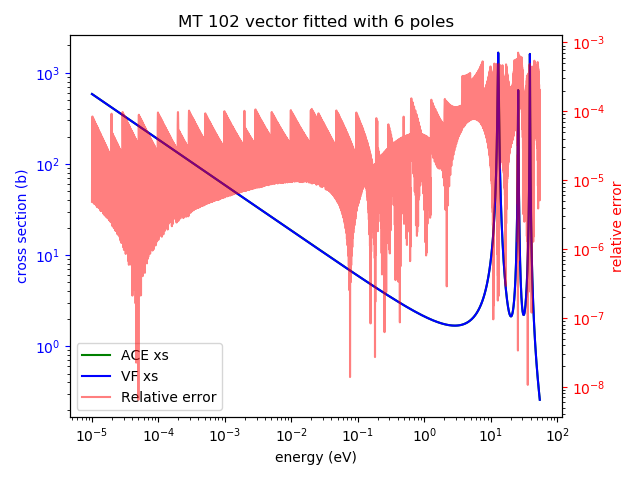 MT 102 vector fitted with 6 poles
cross section (b)
10³
10²
10¹
10⁰
10⁻³
10⁻⁴
10⁻⁵
10⁻⁶
10⁻⁷
10⁻⁸
relative error
ACE xs
VF xs
Relative error
10⁻⁵ 10⁻⁴ 10⁻³ 10⁻² 10⁻¹ 10⁰ 10¹ 10²
energy (eV)